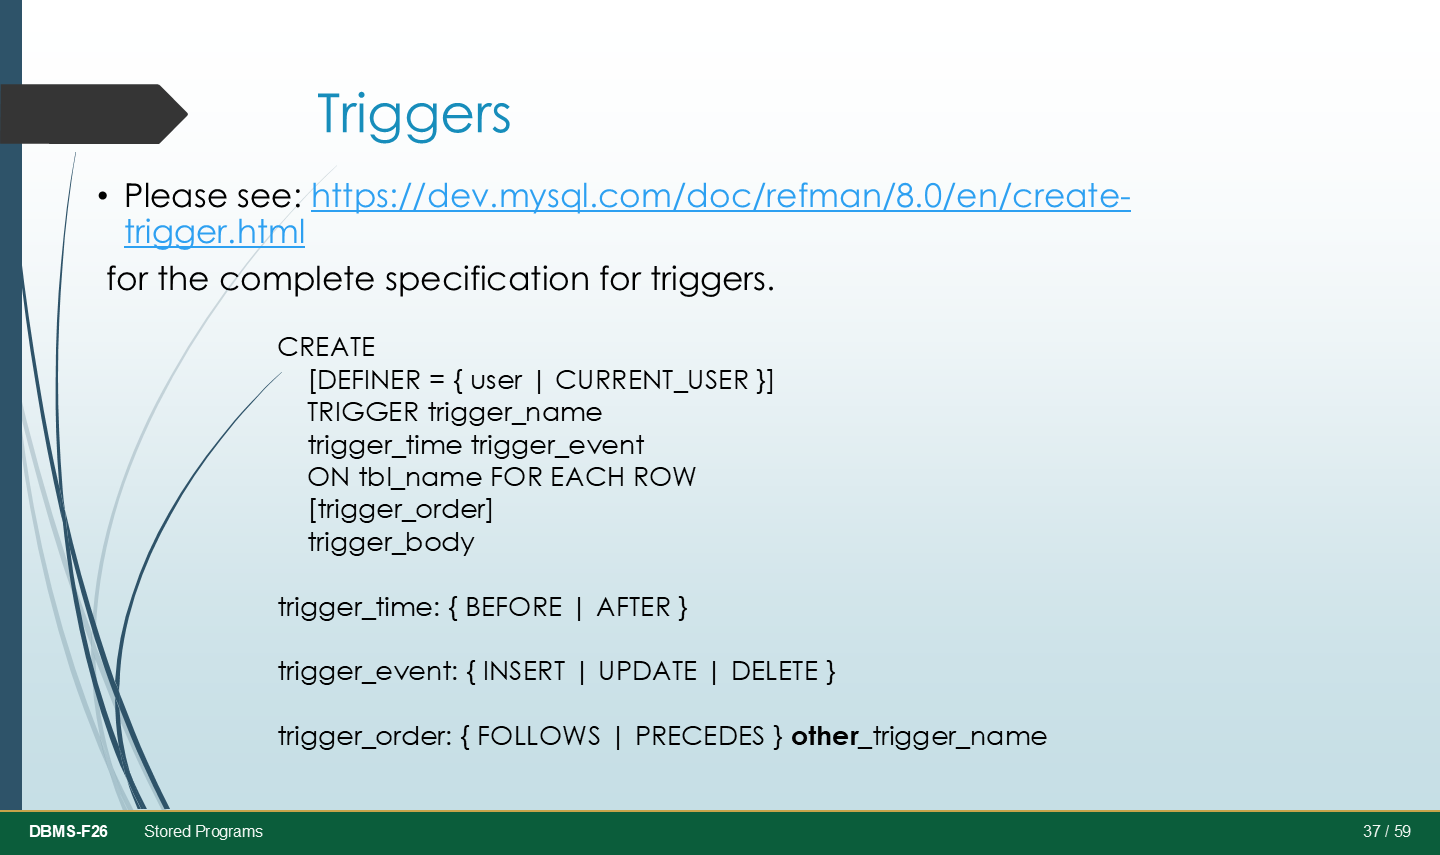 Triggers
• Please see: https://dev.mysql.com/doc/refman/8.0/en/create-
trigger.html
for the complete specification for triggers.
CREATE
[DEFINER = { user | CURRENT_USER }]
TRIGGER trigger_name
trigger_time trigger_event
ON tbl_name FOR EACH ROW
[trigger_order]
trigger_body
trigger_time: { BEFORE | AFTER }
trigger_event: { INSERT | UPDATE | DELETE }
trigger_order: { FOLLOWS | PRECEDES } other_trigger_name
DBMS-F26 Stored Programs 37 / 59